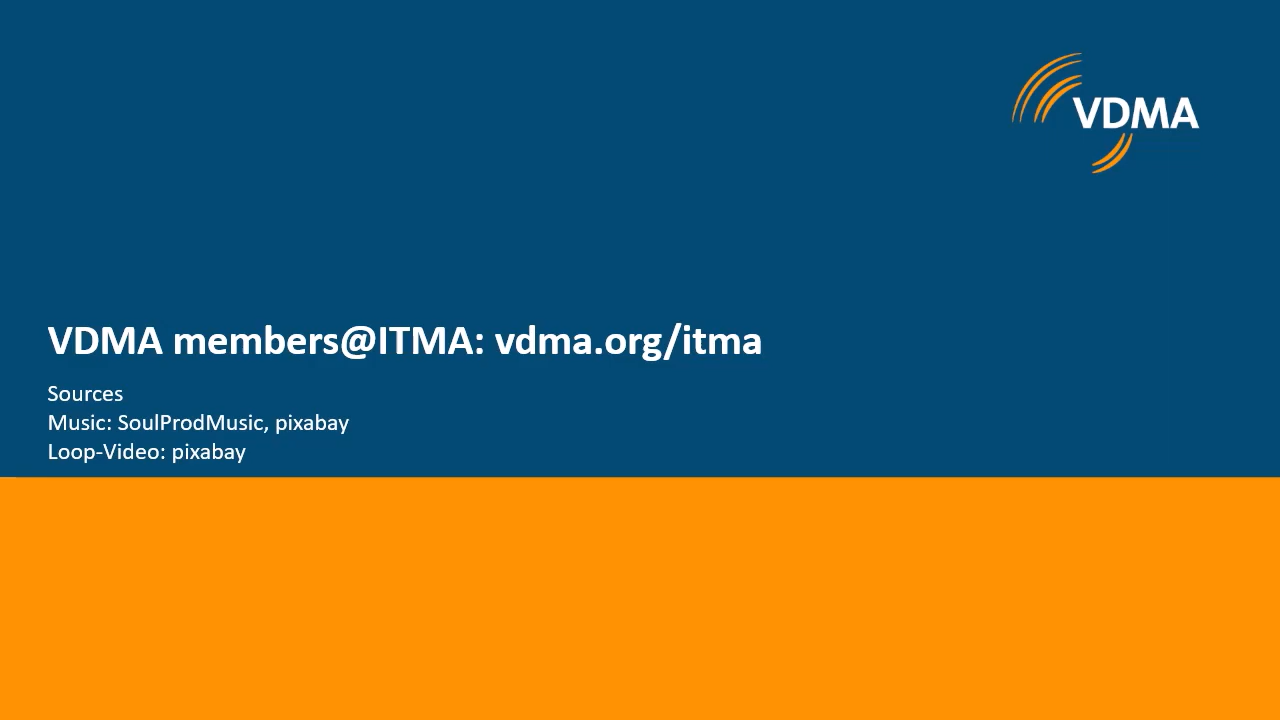 VDMA
VDMA members@ITMA: vdma.org/itma
Sources
Music: SoulProdMusic, pixabay
Loop-Video: pixabay